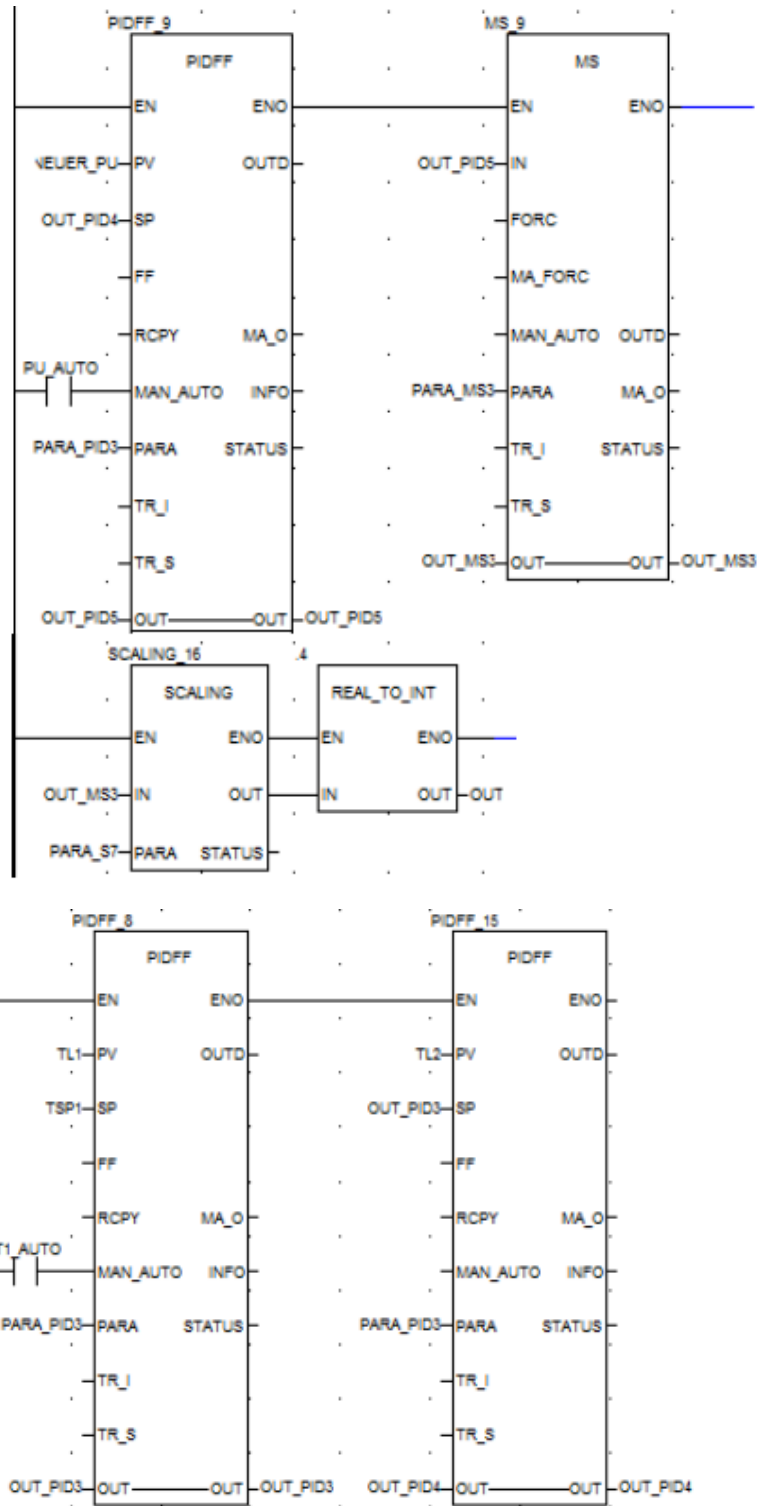 PIDFF_9 MS_9
PIDFF MS
EN ENO EN ENO
PV OUTD OUT_PID5 IN
OUT_PID4 SP FORC
FF MA_FORC
RCPY MA_O MAN_AUTO OUTD
PU_AUTO
MAN_AUTO INFO PARA_MS3 PARA MA_O
PARA_PID3 PARA STATUS TR_I STATUS
TR_I TR_S
TR_S OUT_MS3 OUT OUT OUT_MS3
OUT_PID5 OUT OUT OUT_PID5
SCALING_16 .4
SCALING REAL_TO_INT
EN ENO EN ENO
OUT_MS3 IN OUT IN OUT OUT
PARA_S7 PARA STATUS
PIDFF_8 PIDFF_15
PIDFF PIDFF
EN ENO EN ENO
TL1 PV OUTD TL2 PV OUTD
TSP1 SP OUT_PID3 SP
FF FF
RCPY MA_O RCPY MA_O
T1_AUTO
MAN_AUTO INFO MAN_AUTO INFO
PARA_PID3 PARA STATUS PARA_PID3 PARA STATUS
TR_I TR_I
TR_S TR_S
OUT_PID3 OUT OUT OUT_PID3 OUT_PID4 OUT OUT OUT_PID4